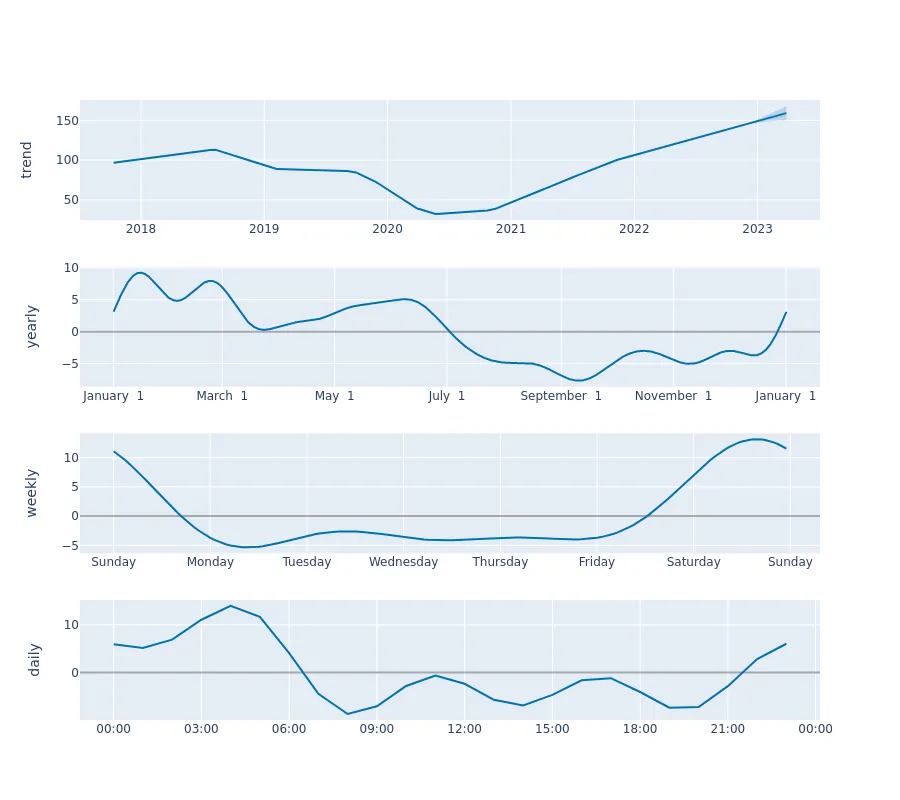 trend
150
100
50
2018 2019 2020 2021 2022 2023
yearly
10
5
0
−5
January 1 March 1 May 1 July 1 September 1 November 1 January 1
weekly
10
5
0
−5
Sunday Monday Tuesday Wednesday Thursday Friday Saturday Sunday
daily
10
0
00:00 03:00 06:00 09:00 12:00 15:00 18:00 21:00 00:00